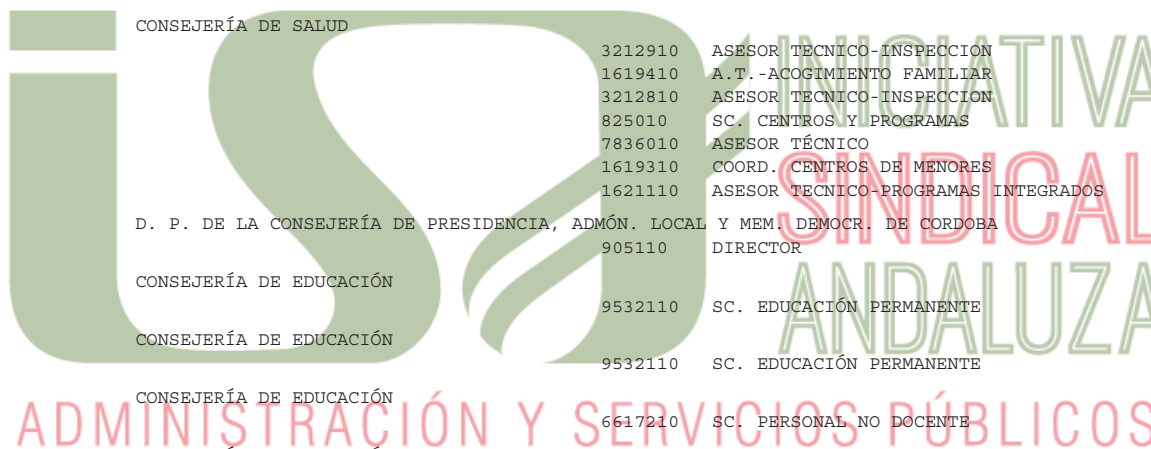 CONSEJERÍA DE SALUD
3212910 ASESOR TECNICO-INSPECCION
1619410 A.T.-ACOGIMIENTO FAMILIAR
3212810 ASESOR TECNICO-INSPECCION
825010 SC. CENTROS Y PROGRAMAS
7836010 ASESOR TÉCNICO
1619310 COORD. CENTROS DE MENORES
1621110 ASESOR TECNICO-PROGRAMAS INTEGRADOS
D. P. DE LA CONSEJERÍA DE PRESIDENCIA, ADMÓN. LOCAL Y MEM. DEMOCR. DE CORDOBA
905110 DIRECTOR
CONSEJERÍA DE EDUCACIÓN
9532110 SC. EDUCACIÓN PERMANENTE
CONSEJERÍA DE EDUCACIÓN
9532110 SC. EDUCACIÓN PERMANENTE
CONSEJERÍA DE EDUCACIÓN
6617210 SC. PERSONAL NO DOCENTE
isa
INICIATIVA
SINDICAL
ANDALUZA
ADMINISTRACIÓN Y SERVICIOS PÚBLICOS